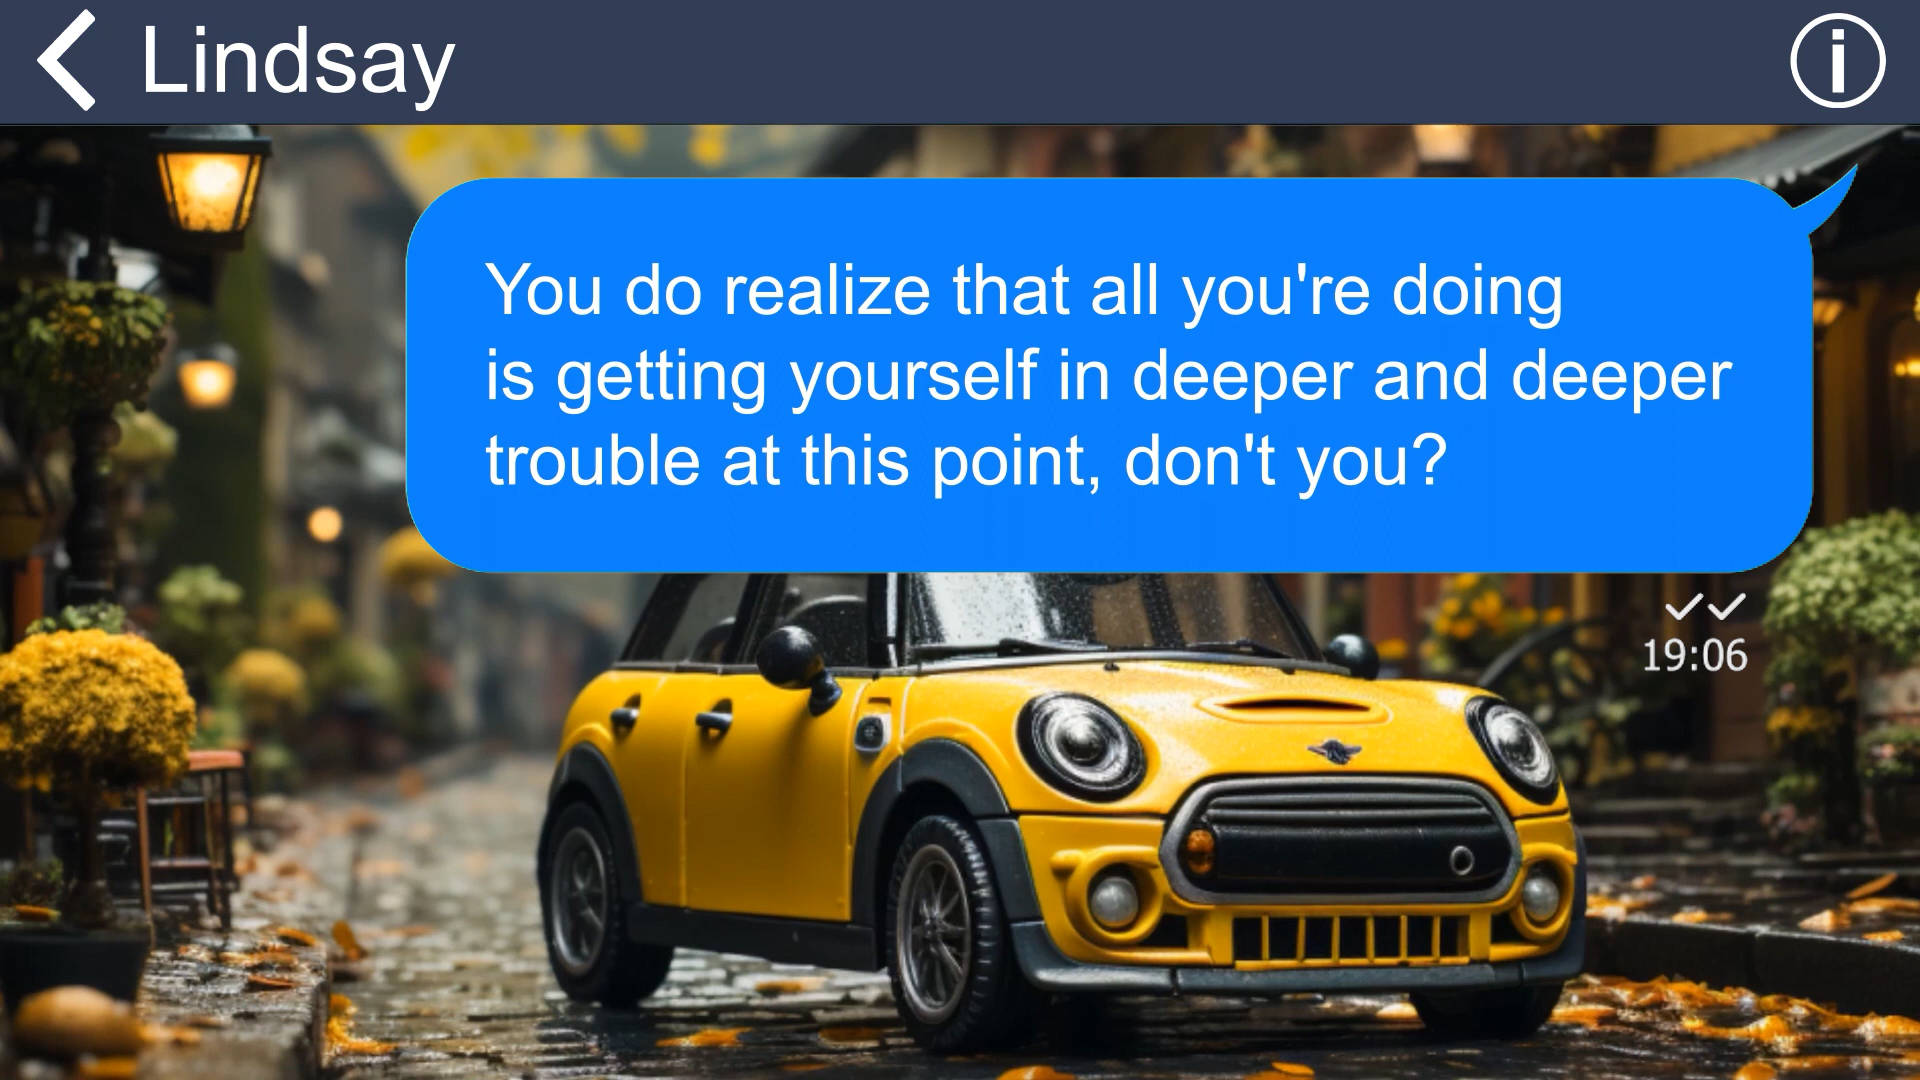 Lindsay
You do realize that all you're doing
is getting yourself in deeper and deeper
trouble at this point, don't you?
19:06